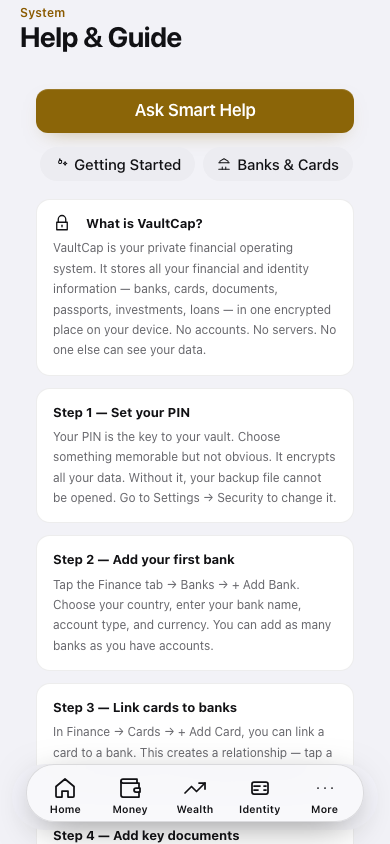 System
Help & Guide
Ask Smart Help
Getting Started
Banks & Cards
What is VaultCap?
VaultCap is your private financial operating
system. It stores all your financial and identity
information — banks, cards, documents,
passports, investments, loans — in one encrypted
place on your device. No accounts. No servers. No
one else can see your data.
Step 1 — Set your PIN
Your PIN is the key to your vault. Choose
something memorable but not obvious. It encrypts
all your data. Without it, your backup file cannot
be opened. Go to Settings → Security to change it.
Step 2 — Add your first bank
Tap the Finance tab → Banks → + Add Bank.
Choose your country, enter your bank name,
account type, and currency. You can add as many
banks as you have accounts.
Step 3 — Link cards to banks
In Finance → Cards → + Add Card, you can link a
card to a bank. This creates a relationship — tap a
Home
Money
Wealth
Identity
More
Step 4 — Add key documents